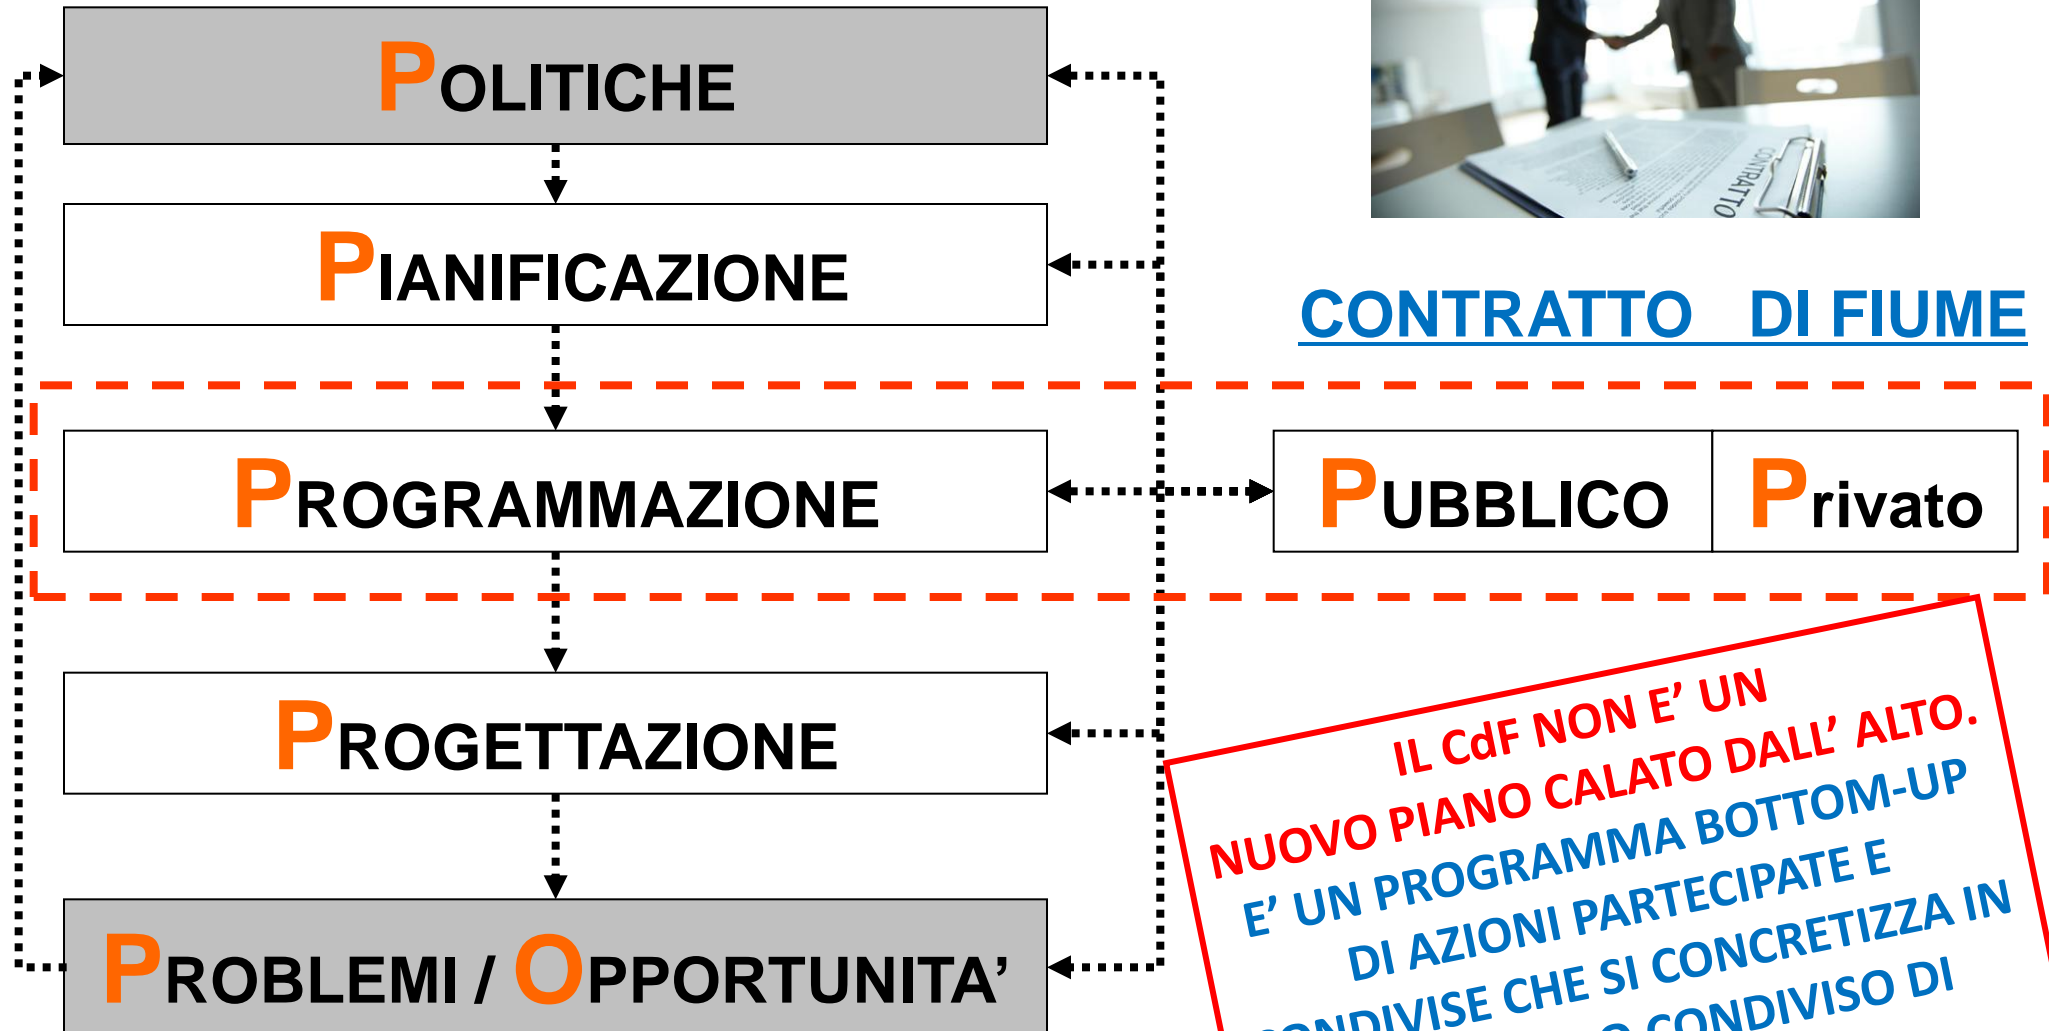 POLITICHE
PIANIFICAZIONE
PROGRAMMAZIONE
PROGETTAZIONE
PROBLEMI / OPPORTUNITA’
CONTRATTO
CONTRATTO DI FIUME
PUBBLICO Privato
IL CdF NON E’ UN
NUOVO PIANO CALATO DALL’ ALTO.
E’ UN PROGRAMMA BOTTOM-UP
DI AZIONI PARTECIPATE E
CONDIVISE CHE SI CONCRETIZZA IN
CONDIVISO DI